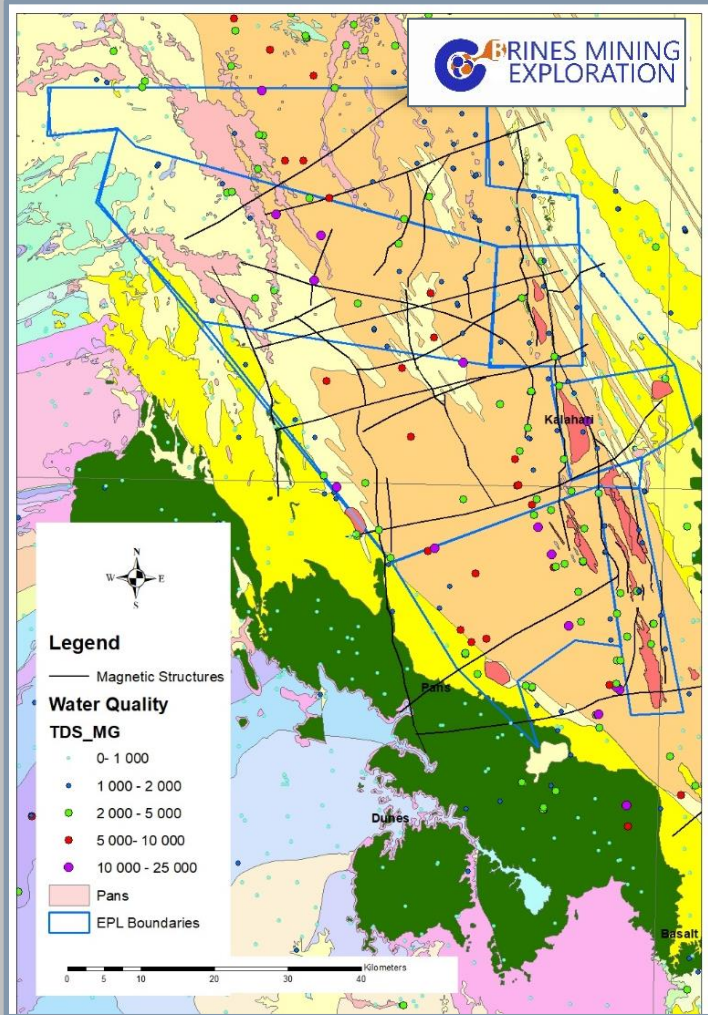 BRINES MINING
EXPLORATION
Kalahari
N
W E
S
Legend
Magnetic Structures
Water Quality
TDS_MG
0- 1 000
1 000 - 2 000
2 000 - 5 000
5 000- 10 000
10 000 - 25 000
Pans
EPL Boundaries
Pans
Dunes
Basalt
Kilometers
0 5 10 20 30 40